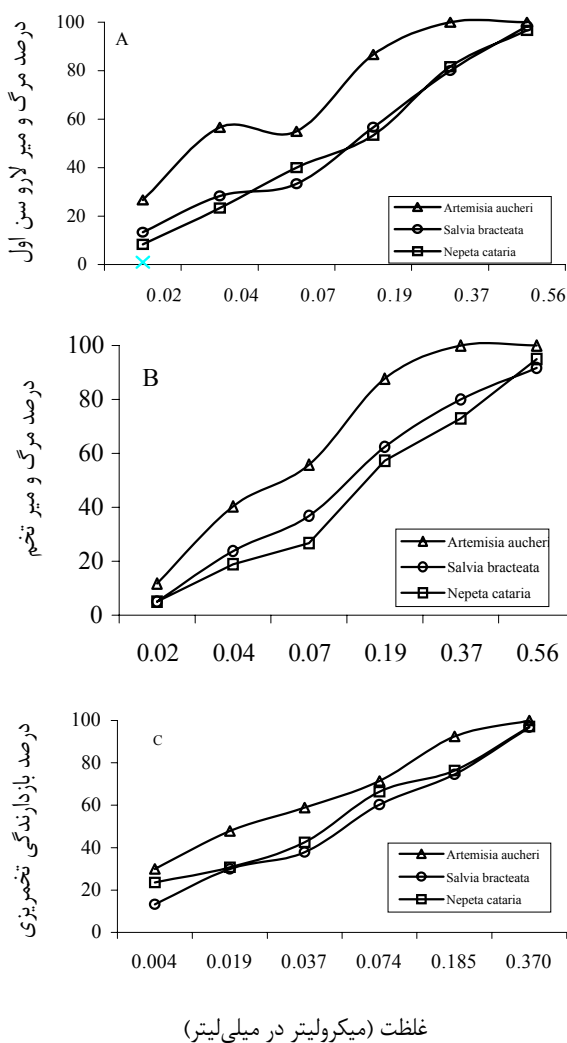 A
درصد مرگ و میر لارو سن اول
100
80
60
40
20
0
Artemisia aucheri
Salvia bracteata
Nepeta cataria
0.02 0.04 0.07 0.19 0.37 0.56
B
درصد مرگ و میر تخم
100
80
60
40
20
0
Artemisia aucheri
Salvia bracteata
Nepeta cataria
0.02 0.04 0.07 0.19 0.37 0.56
C
درصد بازدارندگی تخمریزی
100
80
60
40
20
0
Artemisia aucheri
Salvia bracteata
Nepeta cataria
0.004 0.019 0.037 0.074 0.185 0.370
غلظت (میکرولیتر در میلی‌لیتر)